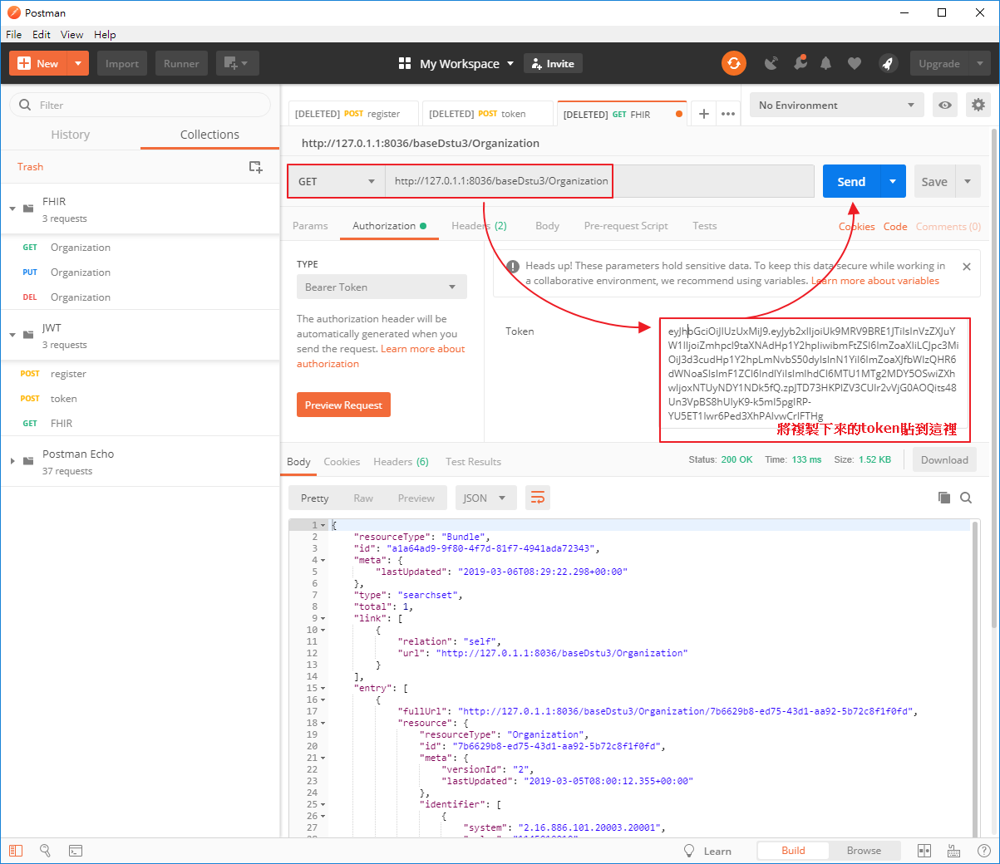 Postman
File Edit View Help
New Import Runner My Workspace Invite Upgrade
Filter
History Collections
Trash
FHIR
3 requests
GET Organization
PUT Organization
DEL Organization
JWT
3 requests
POST register
POST token
GET FHIR
Postman Echo
37 requests
[DELETED] POST register [DELETED] POST token [DELETED] GET FHIR No Environment
http://127.0.1.1:8036/baseDstu3/Organization
GET http://127.0.1.1:8036/baseDstu3/Organization Send Save
Params Authorization Headers (2) Body Pre-request Script Tests Cookies Code Comments (0)
TYPE
Bearer Token
The authorization header will be
automatically generated when you
send the request. Learn more about
authorization
Preview Request
Heads up! These parameters hold sensitive data. To keep this data secure while working in
a collaborative environment, we recommend using variables. Learn more about variables
Token
將複製下來的token貼到這裡
Body Cookies Headers (6) Test Results Status: 200 OK Time: 133 ms Size: 1.52 KB Download
Pretty Raw Preview JSON
1 {
2 "resourceType": "Bundle",
3 "id": "a1a64ad9-9f80-4f7d-81f7-4941ada72343",
4 "meta": {
5 "lastUpdated": "2019-03-06T08:29:22.298+00:00"
6 },
7 "type": "searchset",
8 "total": 1,
9 "link": [
10 {
11 "relation": "self",
12 "url": "http://127.0.1.1:8036/baseDstu3/Organization"
13 }
14 ],
15 "entry": [
16 {
17 "fullUrl": "http://127.0.1.1:8036/baseDstu3/Organization/7b6629b8-ed75-43d1-aa92-5b72c8f1f0fd",
18 "resource": {
19 "resourceType": "Organization",
20 "id": "7b6629b8-ed75-43d1-aa92-5b72c8f1f0fd",
21 "meta": {
22 "versionId": "2",
23 "lastUpdated": "2019-03-05T08:00:12.355+00:00"
24 },
25 "identifier": [
26 {
27 "system": "2.16.886.101.20003.20001",
Learn Build Browse